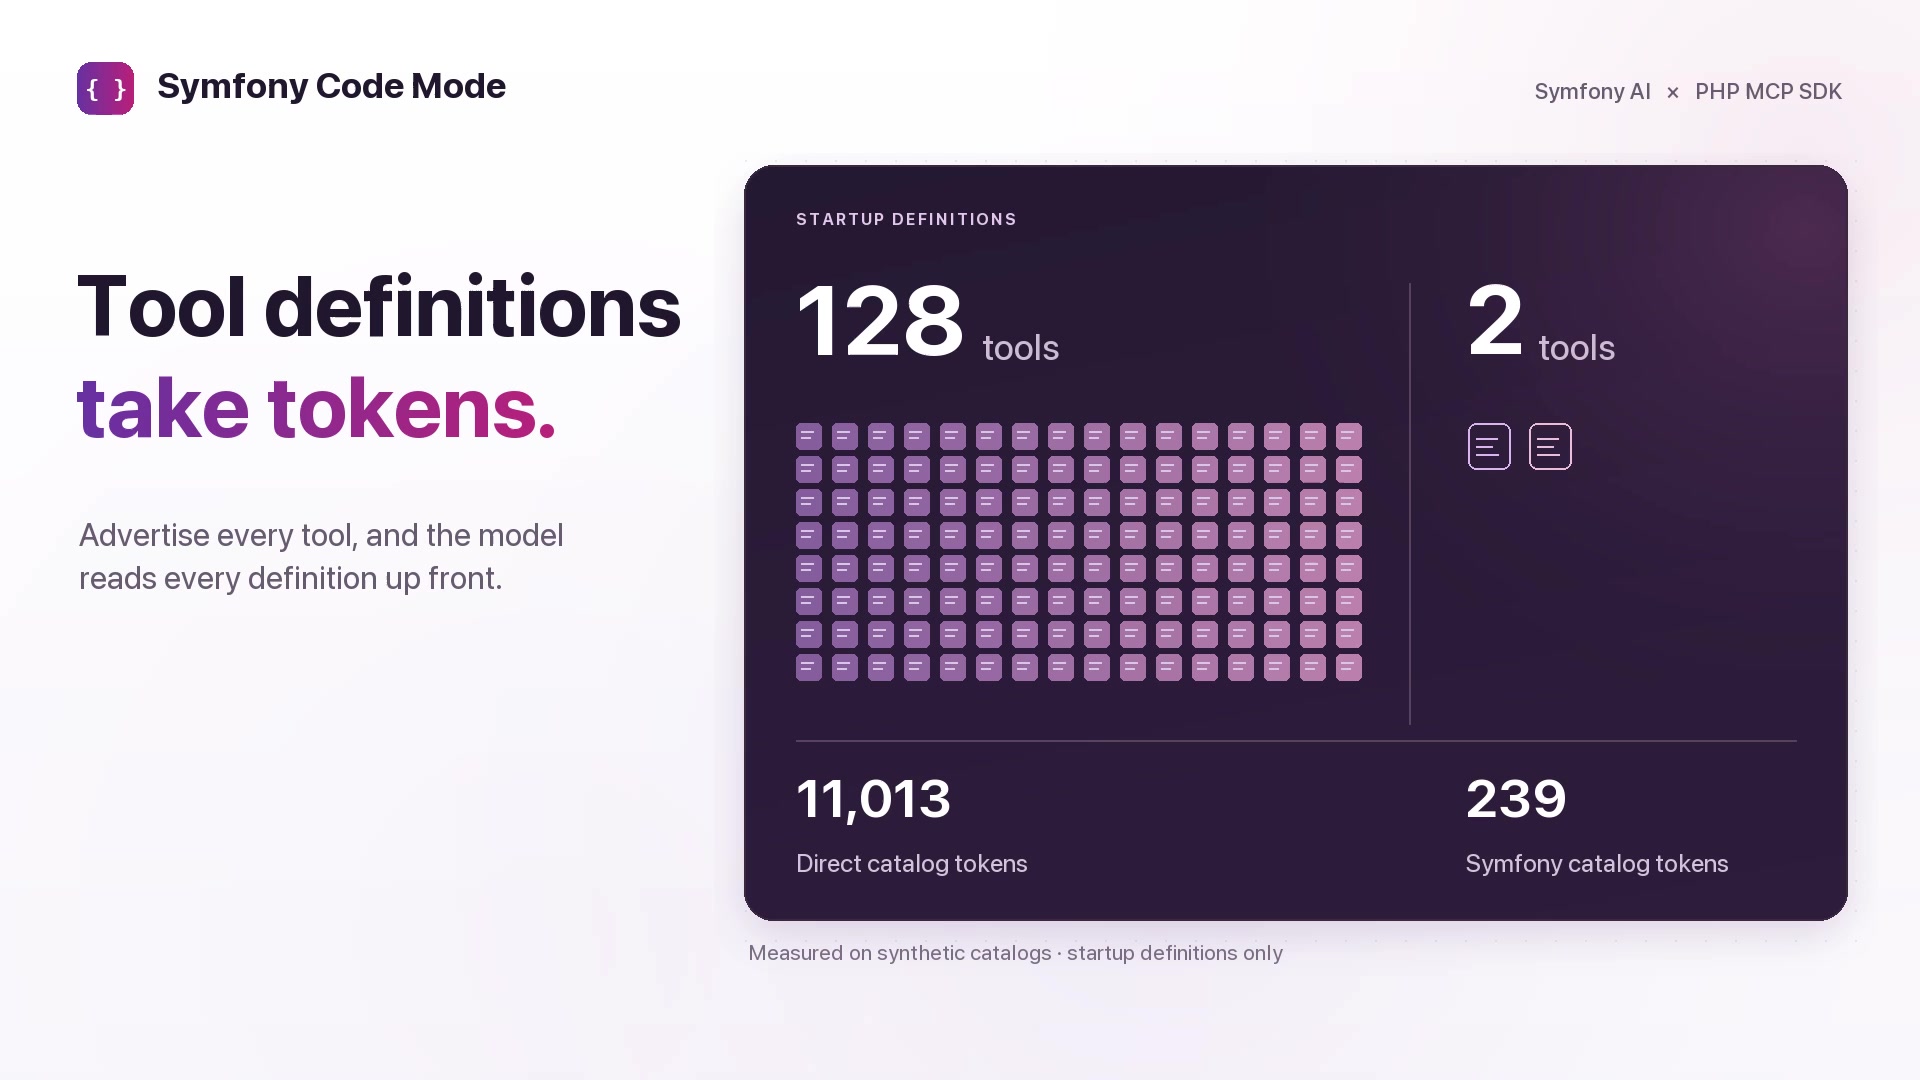 { } Symfony Code Mode
Symfony AI × PHP MCP SDK
Tool definitions
take tokens.
Advertise every tool, and the model
reads every definition up front.
STARTUP DEFINITIONS
128 tools
2 tools
11,013
Direct catalog tokens
239
Symfony catalog tokens
Measured on synthetic catalogs · startup definitions only